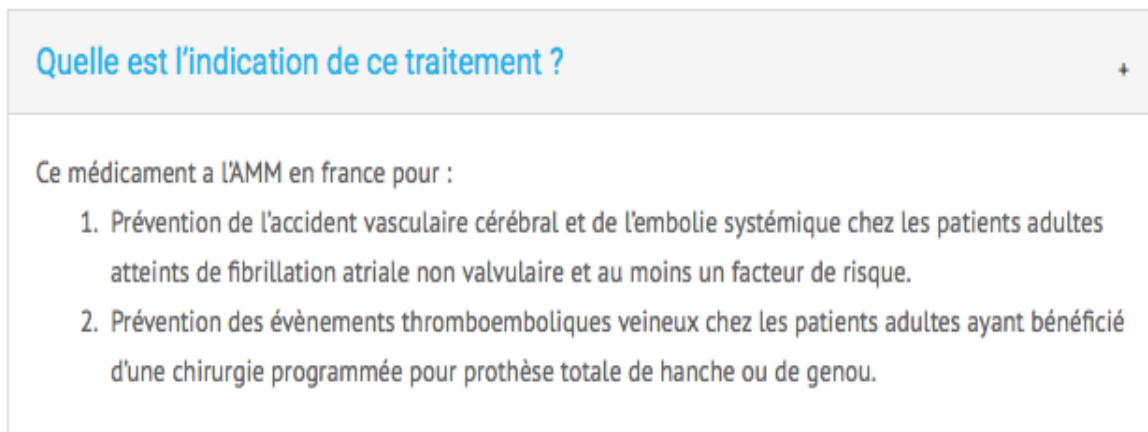 Quelle est l'indication de ce traitement ?
+
Ce médicament a l'AMM en france pour :
1. Prévention de l'accident vasculaire cérébral et de l'embolie systémique chez les patients adultes
atteints de fibrillation atriale non valvulaire et au moins un facteur de risque.
2. Prévention des évènements thromboemboliques veineux chez les patients adultes ayant bénéficié
d'une chirurgie programmée pour prothèse totale de hanche ou de genou.